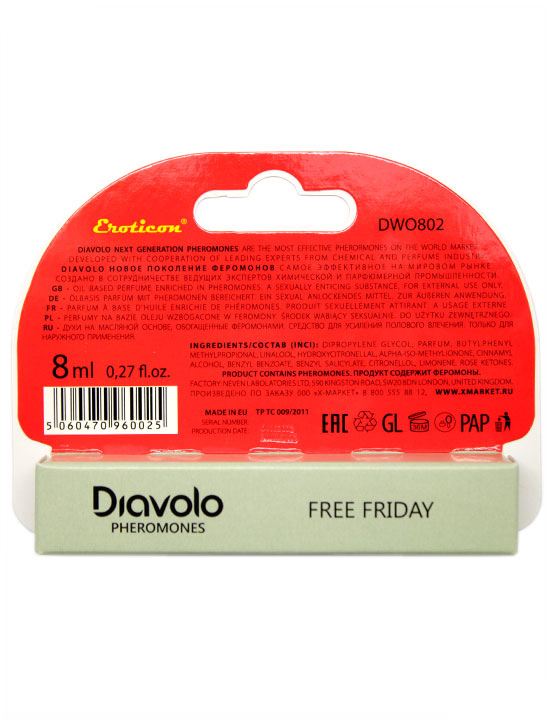 Eroticon®
DWO802
DIAVOLO NEXT GENERATION PHEROMONES ARE THE MOST EFFECTIVE PHERORMONES ON THE WORLD MARKET
DEVELOPED WITH COOPERATION OF LEADING EXPERTS FROM CHEMICAL AND PERFUME INDUSTRY
DIAVOLO НОВОЕ ПОКОЛЕНИЕ ФЕРОМОНОВ САМОЕ ЭФФЕКТИВНОЕ НА МИРОВОМ РЫНКЕ.
СОЗДАНО В СОТРУДНИЧЕСТВЕ ВЕДУЩИХ ЭКСПЕРТОВ ХИМИЧЕСКОЙ И ПАРФЮМЕРНОЙ ПРОМЫШЛЕННОСТИ.
GB - OIL BASED PERFUME ENRICHED IN PEROMONES. A SEXUALLY ENTICING SUBSTANCE. FOR EXTERNAL USE ONLY.
DE - ÖLBASIS PARFUM MIT PHEROMONEN BEREICHERT. EIN SEXUAL ANLOCKENDES MITTEL. ZUR ÄUßEREN ANWENDUNG.
FR - PARFUM À BASE D'HUILE ENRICHI EN PHEROMONES. PRODUIT SEXUELLEMENT ATTIRANT. A USAGE EXTERNE.
PL - PERFUMY NA BAZIE OLEJU WZBOGACONE W FEROMONY. ŚRODEK WABIĄCY SEKSUALNIE. DO UŻYTKU ZEWNĘTRZNEGO.
RU - ДУХИ НА МАСЛЯНОЙ ОСНОВЕ, ОБОГАЩЕННЫЕ ФЕРОМОНАМИ. СРЕДСТВО ДЛЯ УСИЛЕНИЯ ПОЛОВОГО ВЛЕЧЕНИЯ. ТОЛЬКО ДЛЯ
НАРУЖНОГО ПРИМЕНЕНИЯ.
INGREDIENTS/СОСТАВ (INCI): DIPROPYLENE GLYCOL, PARFUM, BUTYLPHENYL
METHYLPROPIONAL, LINALOOL, HYDROXYCITRONELLAL, ALPHA-ISO-METHYLIONONE, CINNAMYL
ALCOHOL, BENZYL BENZOATE, BENZYL SALICYLATE, CITRONELLOL, LIMONENE, ROSE KETONES.
PRODUCT CONTAINS PHEROMONES. ПРОДУКТ СОДЕРЖИТ ФЕРОМОНЫ.
FACTORY NEVEN LABOLATORIES LTD, 590 KINGSTON ROAD, SW20 8DN LONDON, UNITED KINGDOM.
ПРОИЗВЕДЕНО ПО ЗАКАЗУ ООО «X-МАРКЕТ» 8 800 555 88 12, WWW.XMARKET.RU
8 ml 0,27 fl.oz.
5 060470 960025
MADE IN EU TP TC 009/2011
SERIAL NUMBER:
PRODUCTION DATE:
EAC GL 36 M PAP
Diavolo
PHEROMONES
FREE FRIDAY